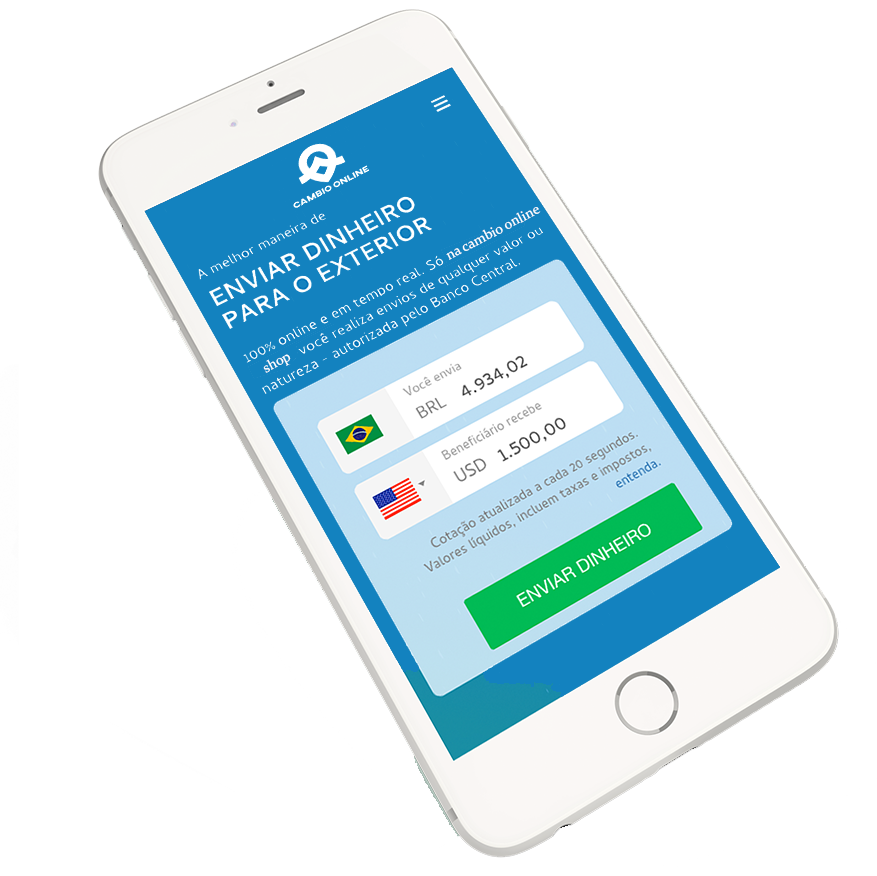 CAMBIO ONLINE
A melhor maneira de
ENVIAR DINHEIRO
PARA O EXTERIOR
100% online e em tempo real. Só na cambio online
shop você realiza envios de qualquer valor ou
natureza - autorizada pelo Banco Central.
Você envia
BRL 4.934,02
Beneficiário recebe
USD 1.500,00
Cotação atualizada a cada 20 segundos.
Valores líquidos, incluem taxas e impostos,
entenda.
ENVIAR DINHEIRO